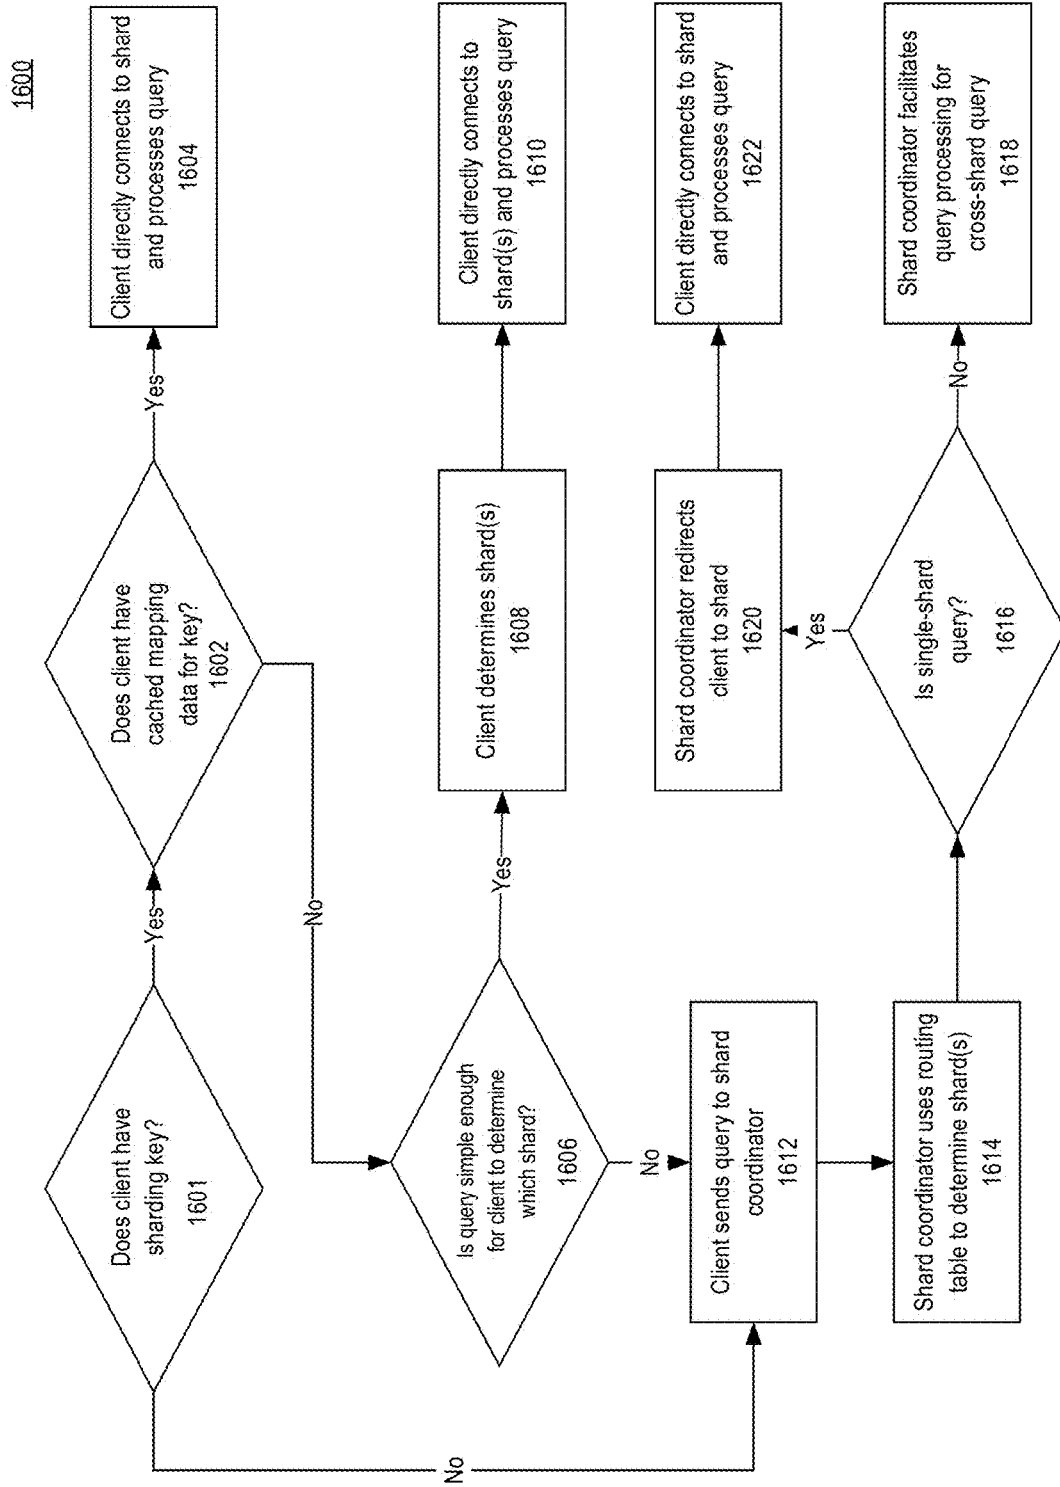 1600
Does client have
sharding key?
1601
Yes
Does client have
cached mapping
data for key?
1602
Yes
Client directly connects to shard
and processes query
1604
No
No
Is query simple enough
for client to determine
which shard?
1606
Yes
Client determines shard(s)
1608
Client directly connects to
shard(s) and processes query
1610
No
Client sends query to shard
coordinator
1612
Shard coordinator redirects
client to shard
1620
Client directly connects to shard
and processes query
1622
Yes
Shard coordinator uses routing
table to determine shard(s)
1614
Is single-shard
query?
1616
No
Shard coordinator facilitates
query processing for
cross-shard query
1618